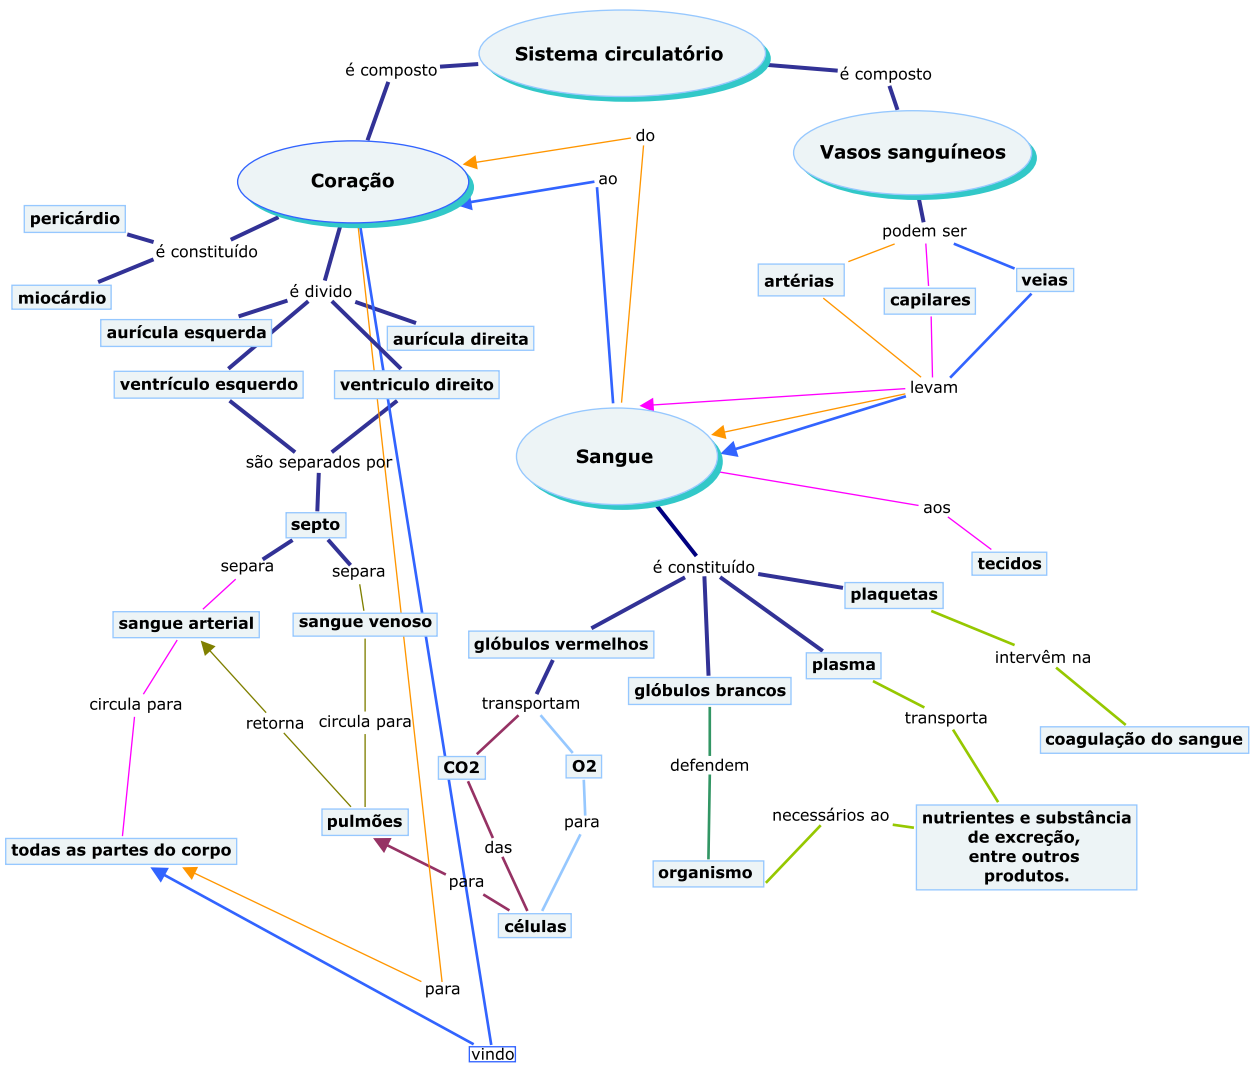 Sistema circulatório
é composto
é composto
Vasos sanguíneos
do
Coração
ao
pericárdio
podem ser
é constituído
artérias
veias
é divido
miocárdio
capilares
aurícula esquerda
aurícula direita
ventrículo esquerdo
ventriculo direito
levam
Sangue
são separados por
aos
septo
tecidos
separa
separa
é constituído
plaquetas
sangue arterial
sangue venoso
glóbulos vermelhos
intervêm na
plasma
glóbulos brancos
circula para
transportam
retorna
circula para
transporta
coagulação do sangue
CO2
O2
defendem
pulmões
para
necessários ao
nutrientes e substância
de excreção,
entre outros
produtos.
todas as partes do corpo
das
organismo
para
células
para
vindo